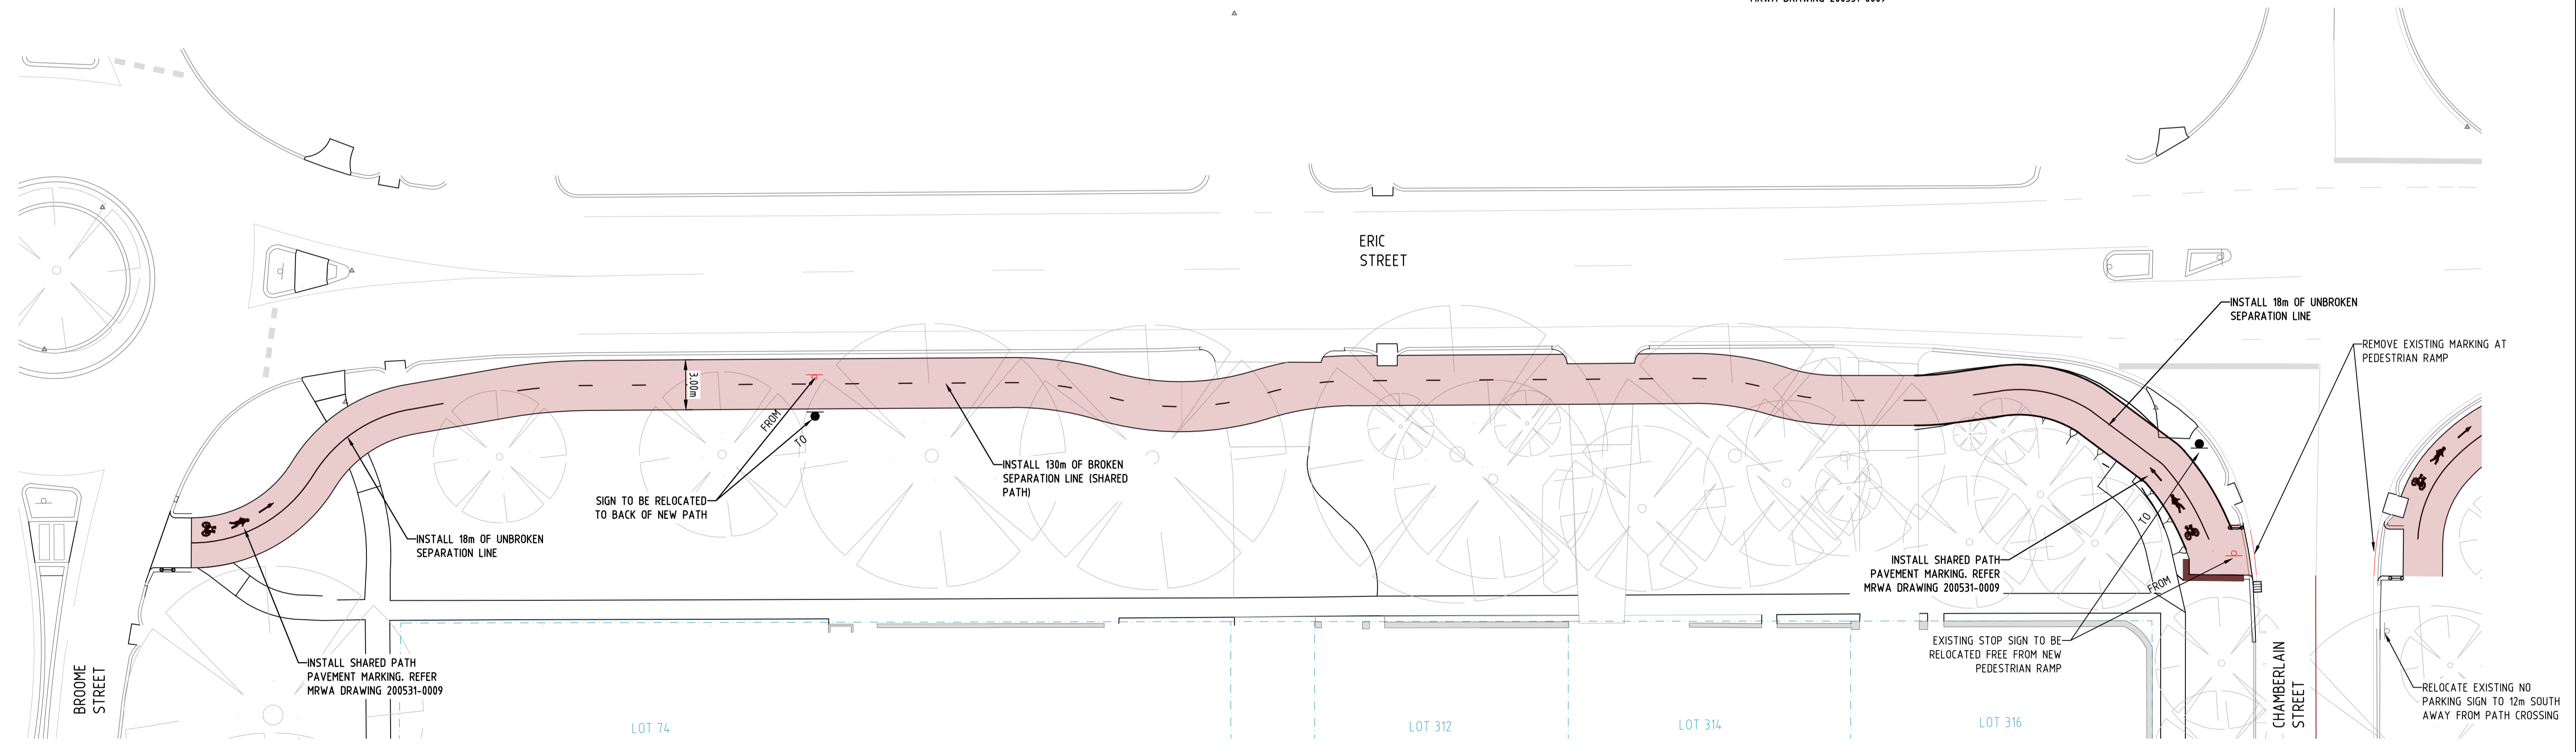 MRWA DRAWING 200531-0009
ERIC
STREET
INSTALL 18m OF UNBROKEN
SEPARATION LINE
REMOVE EXISTING MARKING AT
PEDESTRIAN RAMP
3.00m
FROM
TO
SIGN TO BE RELOCATED
TO BACK OF NEW PATH
INSTALL 130m OF BROKEN
SEPARATION LINE (SHARED
PATH)
INSTALL 18m OF UNBROKEN
SEPARATION LINE
INSTALL SHARED PATH
PAVEMENT MARKING. REFER
MRWA DRAWING 200531-0009
TO
FROM
EXISTING STOP SIGN TO BE
RELOCATED FREE FROM NEW
PEDESTRIAN RAMP
INSTALL SHARED PATH
PAVEMENT MARKING. REFER
MRWA DRAWING 200531-0009
BROOME
STREET
CHAMBERLAIN
STREET
RELOCATE EXISTING NO
PARKING SIGN TO 12m SOUTH
AWAY FROM PATH CROSSING
LOT 74
LOT 312
LOT 314
LOT 316